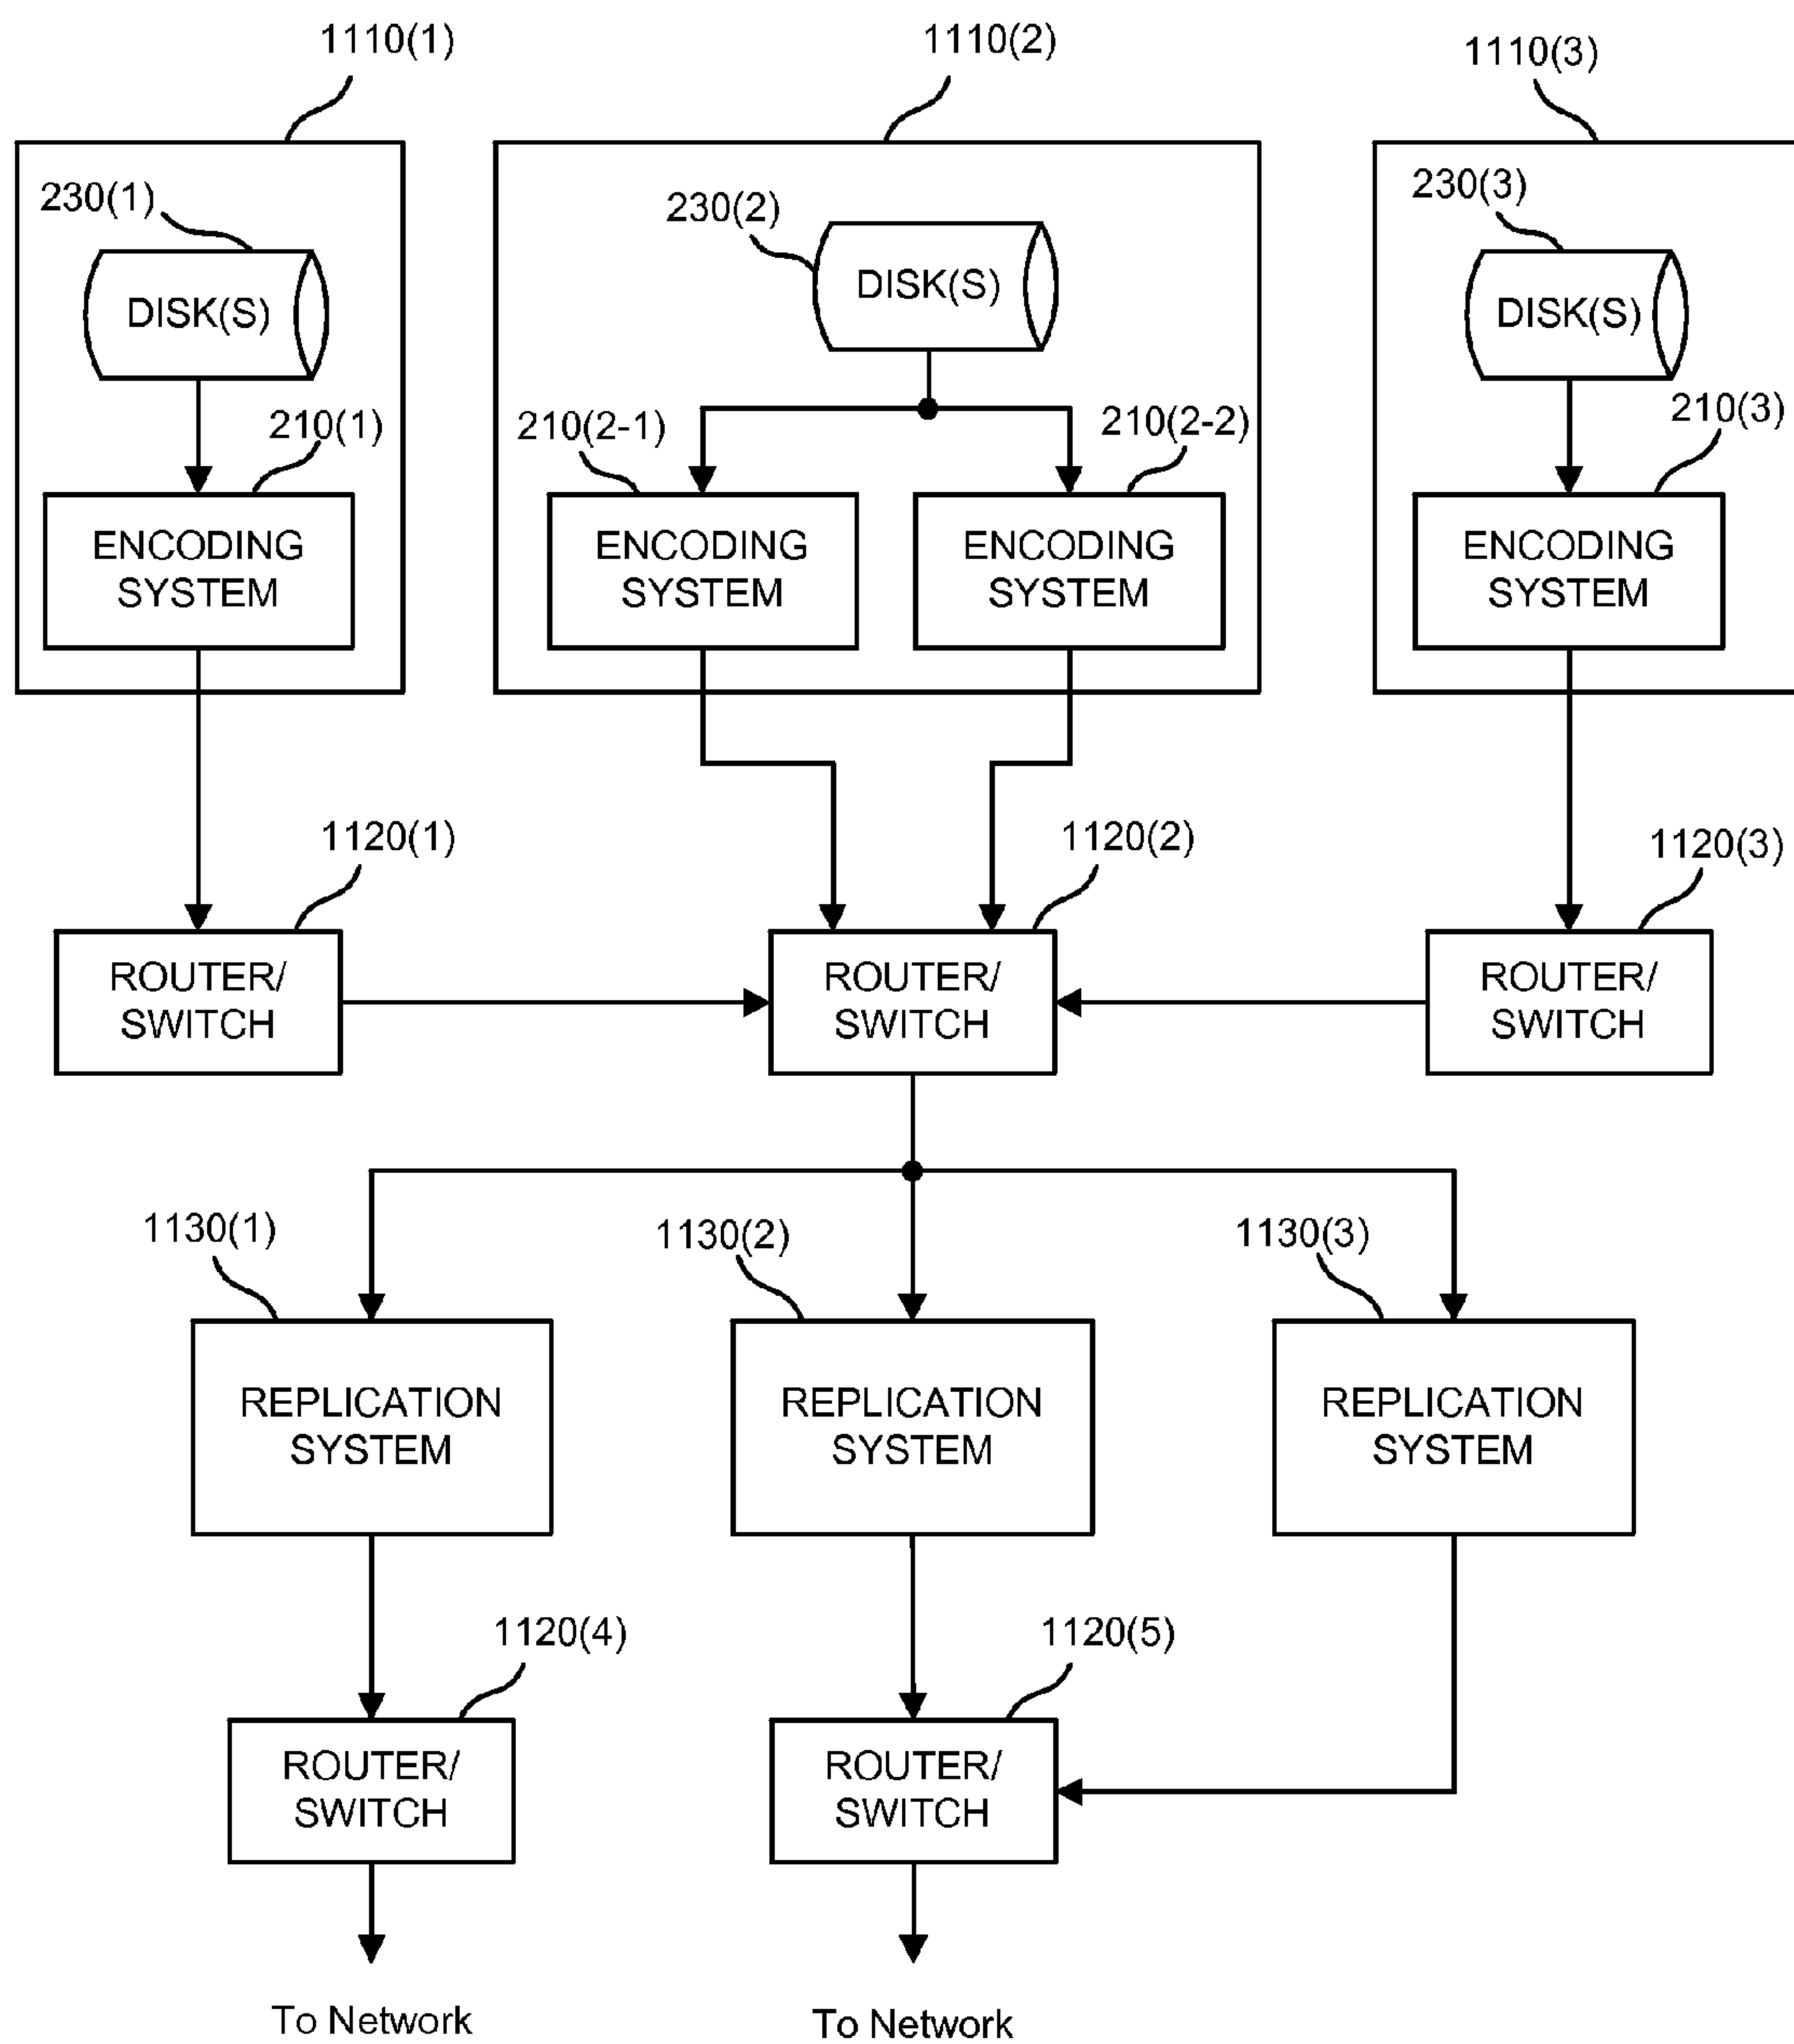 1110(1)
1110(2)
1110(3)
230(1)
230(2)
230(3)
DISK(S)
DISK(S)
DISK(S)
210(1)
210(2-1)
210(2-2)
210(3)
ENCODING
SYSTEM
ENCODING
SYSTEM
ENCODING
SYSTEM
ENCODING
SYSTEM
1120(1)
1120(2)
1120(3)
ROUTER/
SWITCH
ROUTER/
SWITCH
ROUTER/
SWITCH
1130(1)
1130(2)
1130(3)
REPLICATION
SYSTEM
REPLICATION
SYSTEM
REPLICATION
SYSTEM
1120(4)
1120(5)
ROUTER/
SWITCH
ROUTER/
SWITCH
To Network
To Network